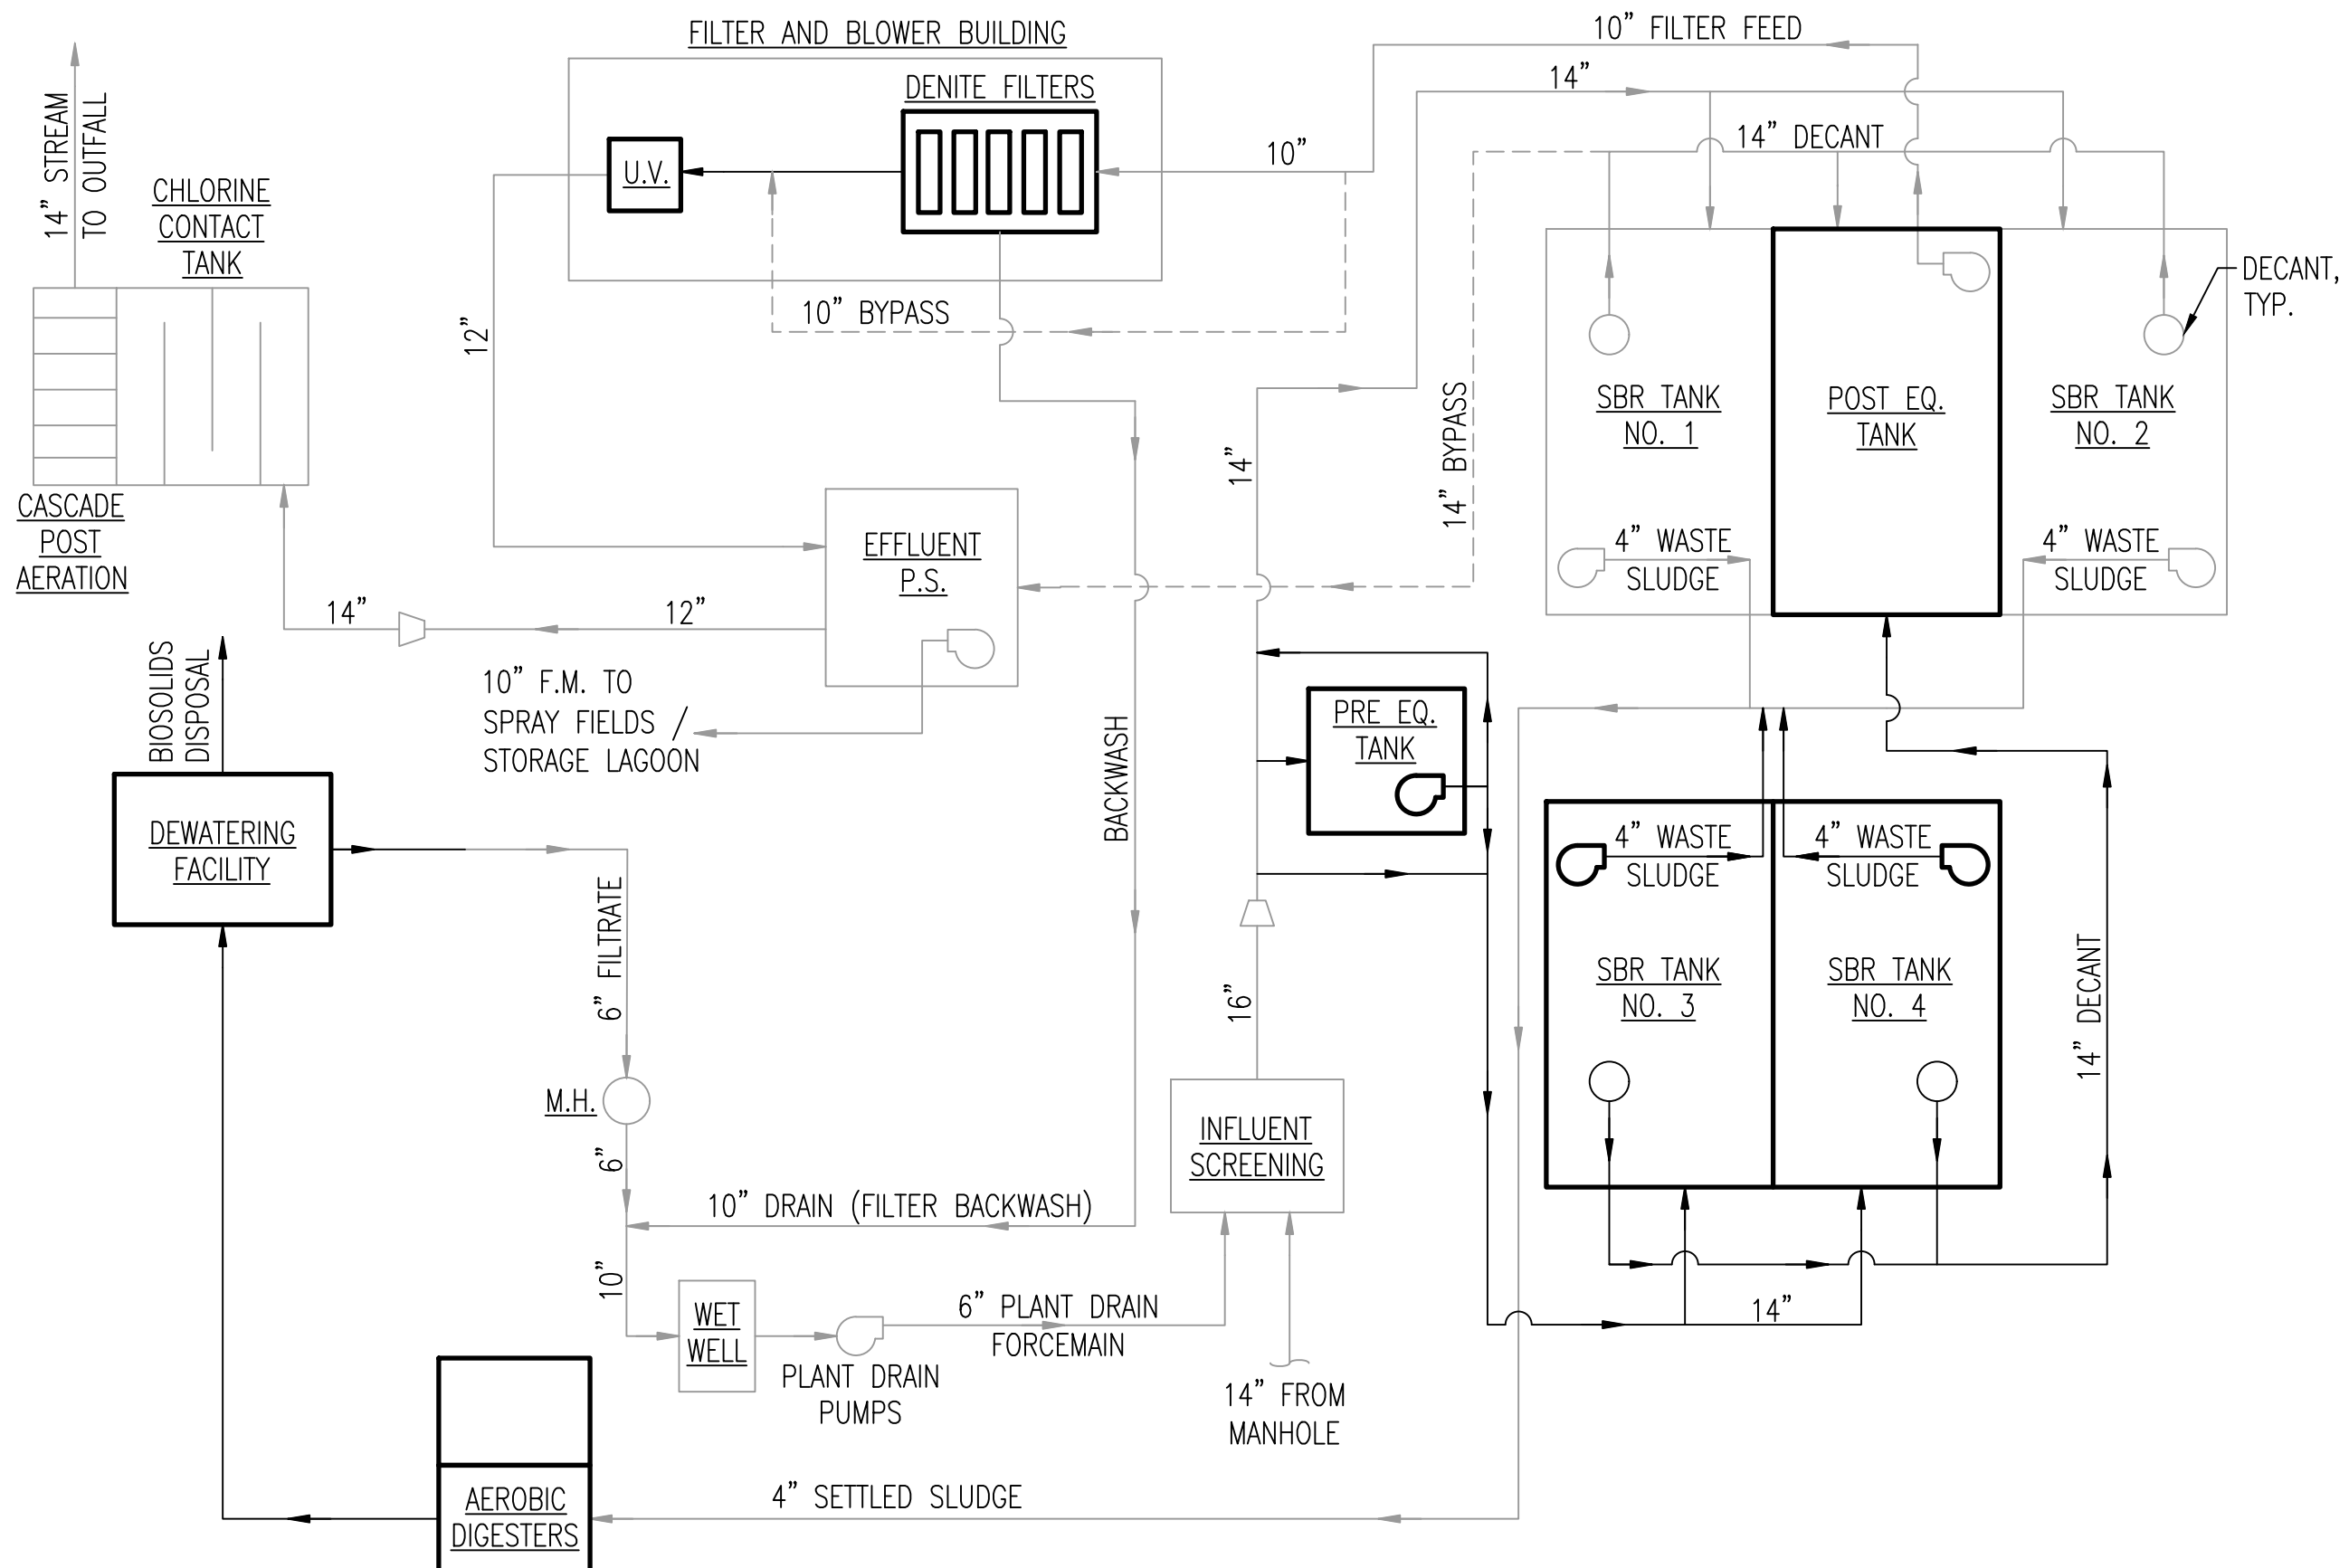 FILTER AND BLOWER BUILDING
10” FILTER FEED
14”
DENITE FILTERS
U.V.
10”
14” DECANT
14” STREAM
TO OUTFALL
CHLORINE
CONTACT
TANK
10” BYPASS
12”
DECANT,
TYP.
SBR TANK
NO. 1
POST EQ.
TANK
SBR TANK
NO. 2
14” BYPASS
14”
CASCADE
POST
AERATION
EFFLUENT
P.S.
4” WASTE
SLUDGE
4” WASTE
SLUDGE
14”
12”
10” F.M. TO
SPRAY FIELDS /
STORAGE LAGOON
BIOSOLIDS
DISPOSAL
BACKWASH
PRE EQ.
TANK
DEWATERING
FACILITY
4” WASTE
SLUDGE
4” WASTE
SLUDGE
6” FILTRATE
16”
SBR TANK
NO. 3
SBR TANK
NO. 4
14” DECANT
M.H.
6”
INFLUENT
SCREENING
10” DRAIN (FILTER BACKWASH)
10”
WET
WELL
6” PLANT DRAIN
FORCEMAIN
14”
PLANT DRAIN
PUMPS
14” FROM
MANHOLE
4” SETTLED SLUDGE
AEROBIC
DIGESTERS